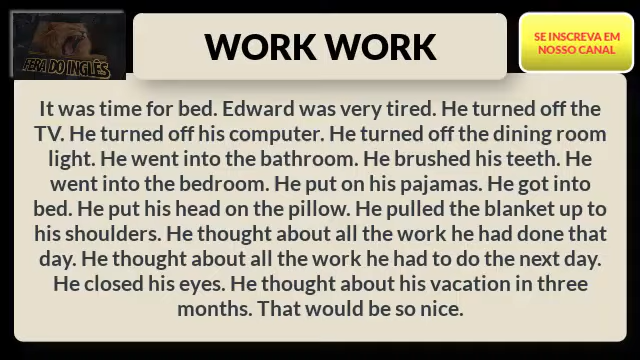 FERA DO INGLÊS
WORK WORK
SE INSCREVA EM
NOSSO CANAL
It was time for bed. Edward was very tired. He turned off the
TV. He turned off his computer. He turned off the dining room
light. He went into the bathroom. He brushed his teeth. He
went into the bedroom. He put on his pajamas. He got into
bed. He put his head on the pillow. He pulled the blanket up to
his shoulders. He thought about all the work he had done that
day. He thought about all the work he had to do the next day.
He closed his eyes. He thought about his vacation in three
months. That would be so nice.